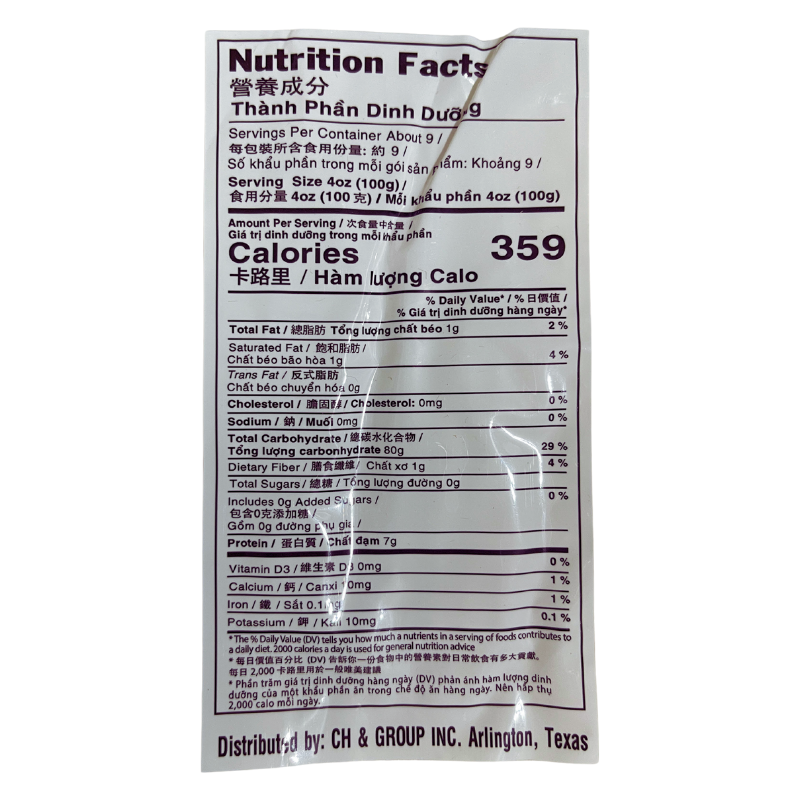 Nutrition Facts
營養成分
Thành Phần Dinh Dưỡng
Servings Per Container About 9 /
每包裝所含食用份量: 約 9 /
Số khẩu phần trong mỗi gói sản phẩm: Khoảng 9 /
Serving Size 4oz (100g) /
食用分量 4oz (100 克) / Mỗi khẩu phần 4oz (100g)
Amount Per Serving / 次食量中含量 /
Giá trị dinh dưỡng trong mỗi khẩu phần
Calories 359
卡路里 / Hàm lượng Calo
% Daily Value* / % 日價值 /
% Giá trị dinh dưỡng hàng ngày*
Total Fat / 總脂肪 Tổng lượng chất béo 1g 2 %
Saturated Fat / 飽和脂肪 /
Chất béo bão hòa 1g 4 %
Trans Fat / 反式脂肪
Chất béo chuyển hóa 0g
Cholesterol / 膽固醇 / Cholesterol: 0mg 0 %
Sodium / 鈉 / Muối 0mg 0 %
Total Carbohydrate / 總碳水化合物 /
Tổng lượng carbonhydrate 80g 29 %
Dietary Fiber / 膳食纖維/ Chất xơ 1g 4 %
Total Sugars / 總糖 / Tổng lượng đường 0g
Includes 0g Added Sugars / 0 %
包含0克添加糖 /
Gồm 0g đường phụ gia /
Protein / 蛋白質 / Chất đạm 7g
Vitamin D3 / 維生素 D3 0mg 0 %
Calcium / 鈣 / Canxi 10mg 1 %
Iron / 鐵 / Sắt 0.1mg 1 %
Potassium / 鉀 / Kali 10mg 0.1 %
*The % Daily Value (DV) tells you how much a nutrients in a serving of foods contributes to
a daily diet. 2000 calories a day is used for general nutrition advice
* 每日價值百分比 (DV) 告訴你一份食物中的營養素對日常飲食有多大貢獻。
每日 2,000 卡路里用於一般唯美建議
* Phần trăm giá trị dinh dưỡng hàng ngày (DV) phản ánh hàm lượng dinh
dưỡng của một khẩu phần ăn trong chế độ ăn hàng ngày. Nên hấp thụ
2,000 calo mỗi ngày.
Distributed by: CH & GROUP INC. Arlington, Texas